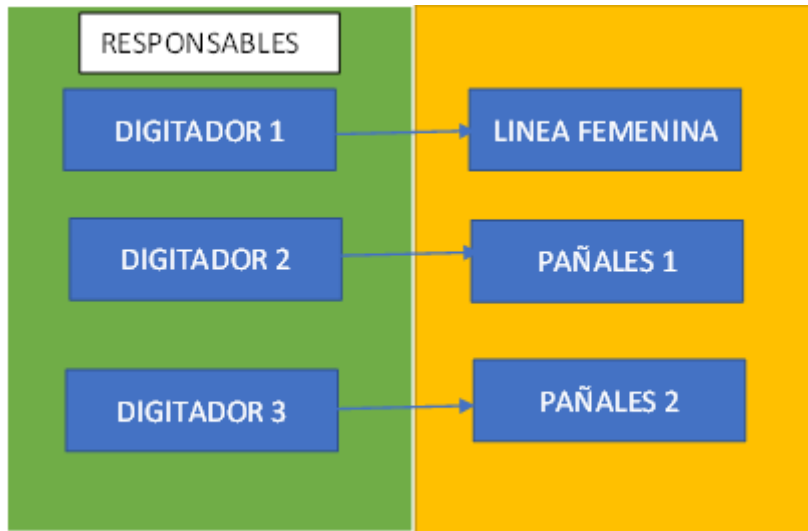 RESPONSABLES
DIGITADOR 1
LINEA FEMENINA
DIGITADOR 2
PAÑALES 1
DIGITADOR 3
PAÑALES 2